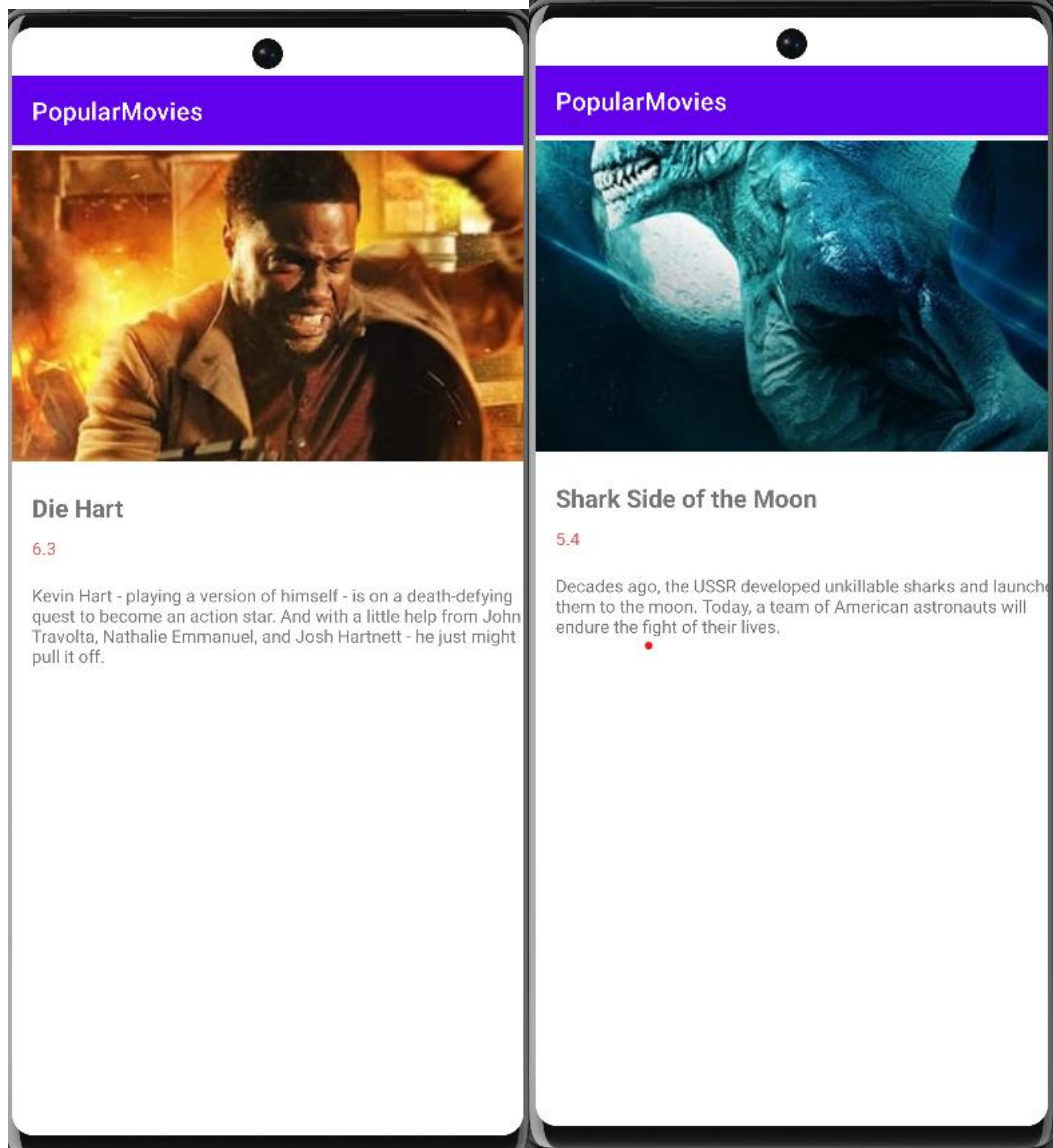 PopularMovies
Die Hart
6.3
Kevin Hart - playing a version of himself - is on a death-defying
quest to become an action star. And with a little help from John
Travolta, Nathalie Emmanuel, and Josh Hartnett - he just might
pull it off.
PopularMovies
Shark Side of the Moon
5.4
Decades ago, the USSR developed unkillable sharks and launche
them to the moon. Today, a team of American astronauts will
endure the fight of their lives.